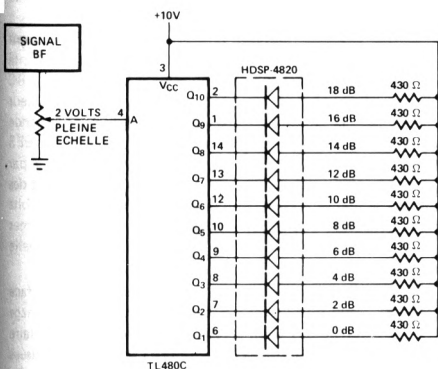 +10V
SIGNAL
BF
3
VCC
HDSP-4820
2 VOLTS
PLEINE
ECHELLE
4
A
Q10 2 18 dB 430 Ω
Q9 1 16 dB 430 Ω
Q8 14 14 dB 430 Ω
Q7 13 12 dB 430 Ω
Q6 12 10 dB 430 Ω
Q5 10 8 dB 430 Ω
Q4 9 6 dB 430 Ω
Q3 8 4 dB 430 Ω
Q2 7 2 dB 430 Ω
Q1 6 0 dB 430 Ω
TL480C